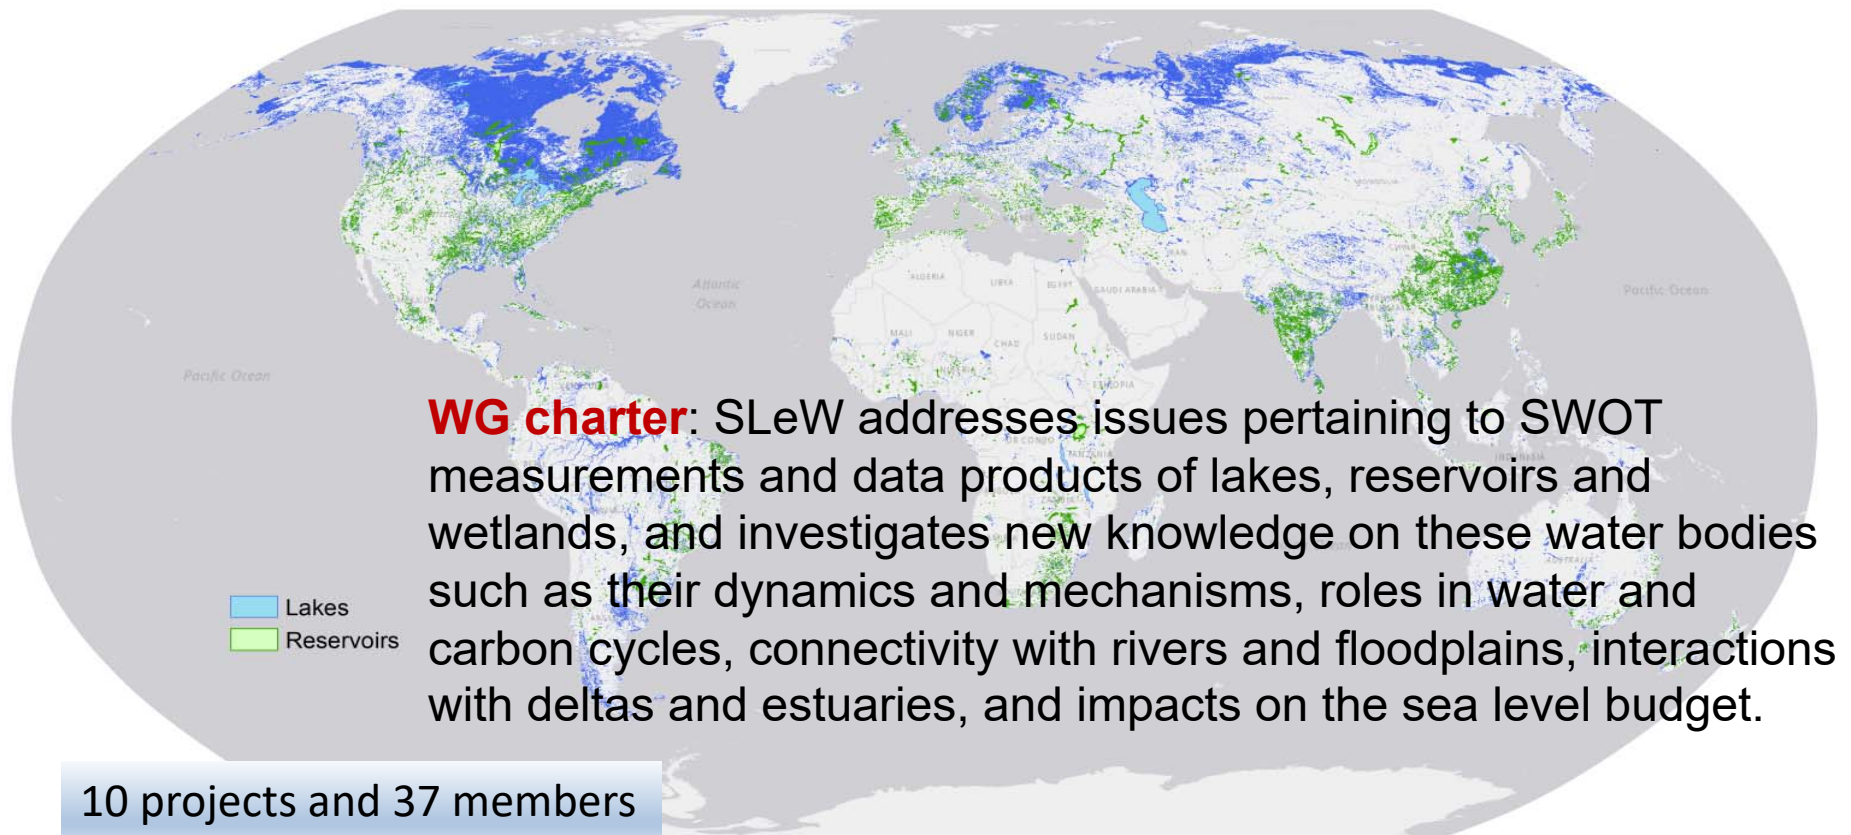 Atlantic
Ocean
Pacific Ocean
Pacific Ocean
ALGERIA
LIBYA
EGYPT
SAUDI ARABIA
IRAN
MALI
NIGER
CHAD
SUDAN
ETHIOPIA
WG charter: SLeW addresses issues pertaining to SWOT
measurements and data products of lakes, reservoirs and
wetlands, and investigates new knowledge on these water bodies
such as their dynamics and mechanisms, roles in water and
carbon cycles, connectivity with rivers and floodplains, interactions
with deltas and estuaries, and impacts on the sea level budget.
Lakes
Reservoirs
10 projects and 37 members